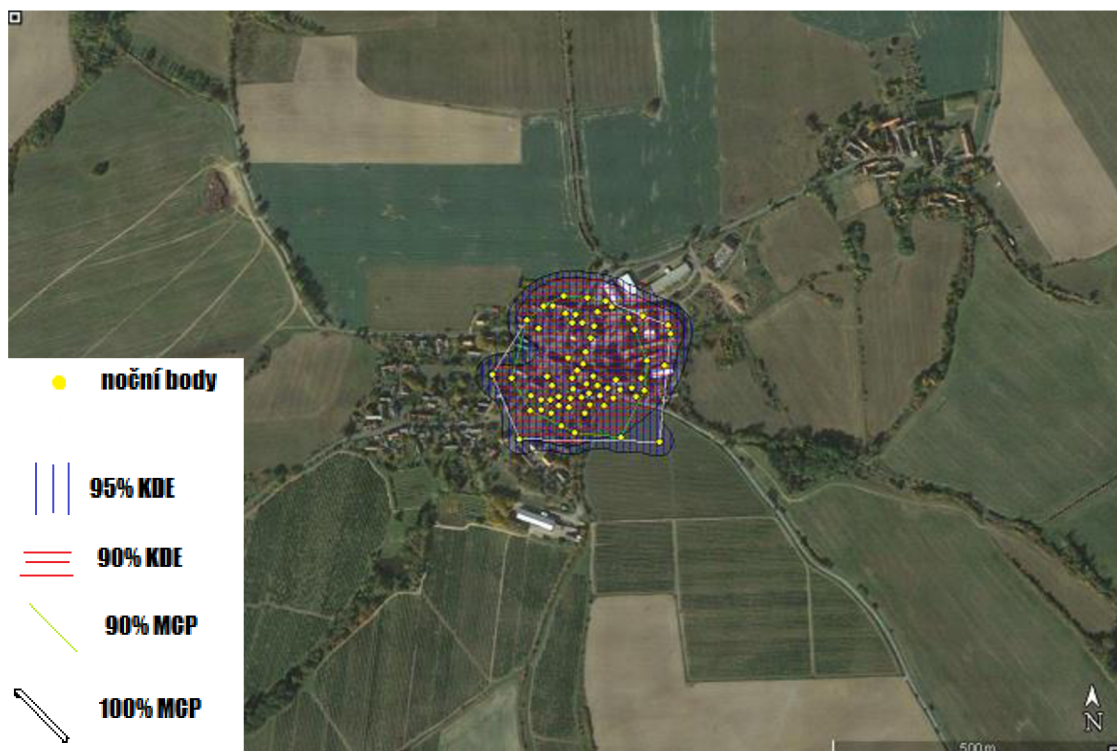 noční body
95% KDE
90% KDE
90% MCP
100% MCP
N
500 m